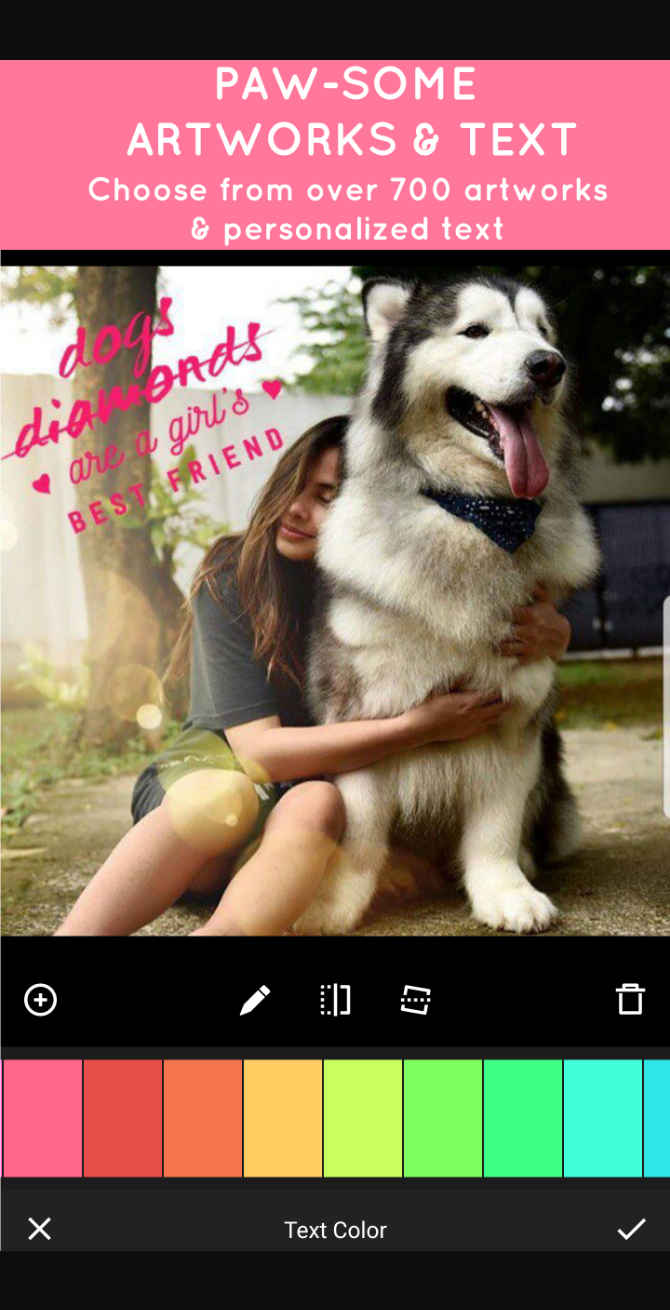 PAW-SOME
ARTWORKS & TEXT
Choose from over 700 artworks
& personalized text
dogs
diamonds
are a girl's
BEST FRIEND
Text Color